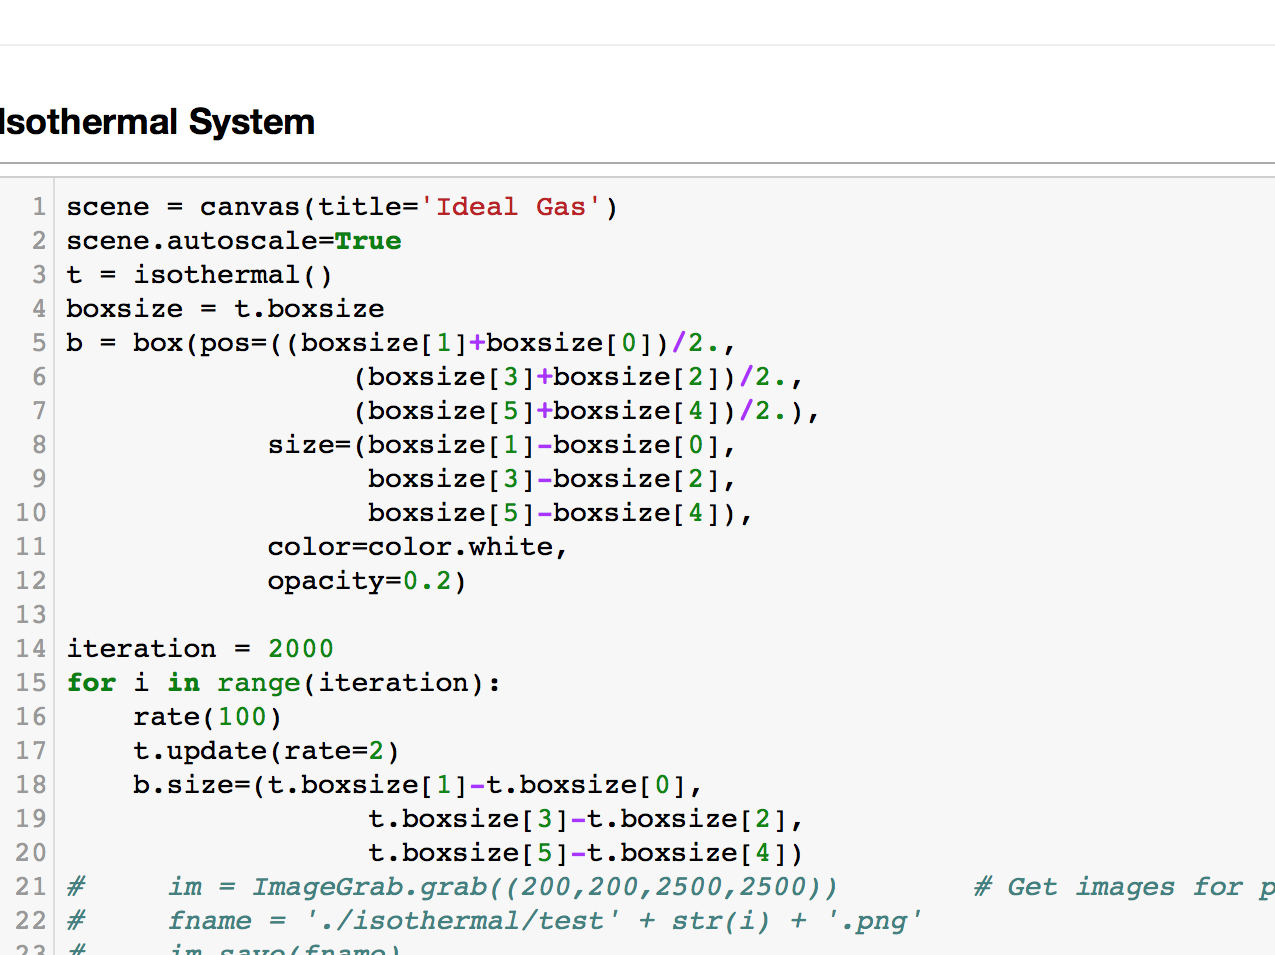 Isothermal System
1 scene = canvas(title='Ideal Gas')
2 scene.autoscale=True
3 t = isothermal()
4 boxsize = t.boxsize
5 b = box(pos=((boxsize[1]+boxsize[0])/2.,
6 (boxsize[3]+boxsize[2])/2.,
7 (boxsize[5]+boxsize[4])/2.),
8 size=(boxsize[1]-boxsize[0],
9 boxsize[3]-boxsize[2],
10 boxsize[5]-boxsize[4]),
11 color=color.white,
12 opacity=0.2)
13
14 iteration = 2000
15 for i in range(iteration):
16 rate(100)
17 t.update(rate=2)
18 b.size=(t.boxsize[1]-t.boxsize[0],
19 t.boxsize[3]-t.boxsize[2],
20 t.boxsize[5]-t.boxsize[4])
21 # im = ImageGrab.grab((200,200,2500,2500)) # Get images for p
22 # fname = './isothermal/test' + str(i) + '.png'
23 # im.save(fname)